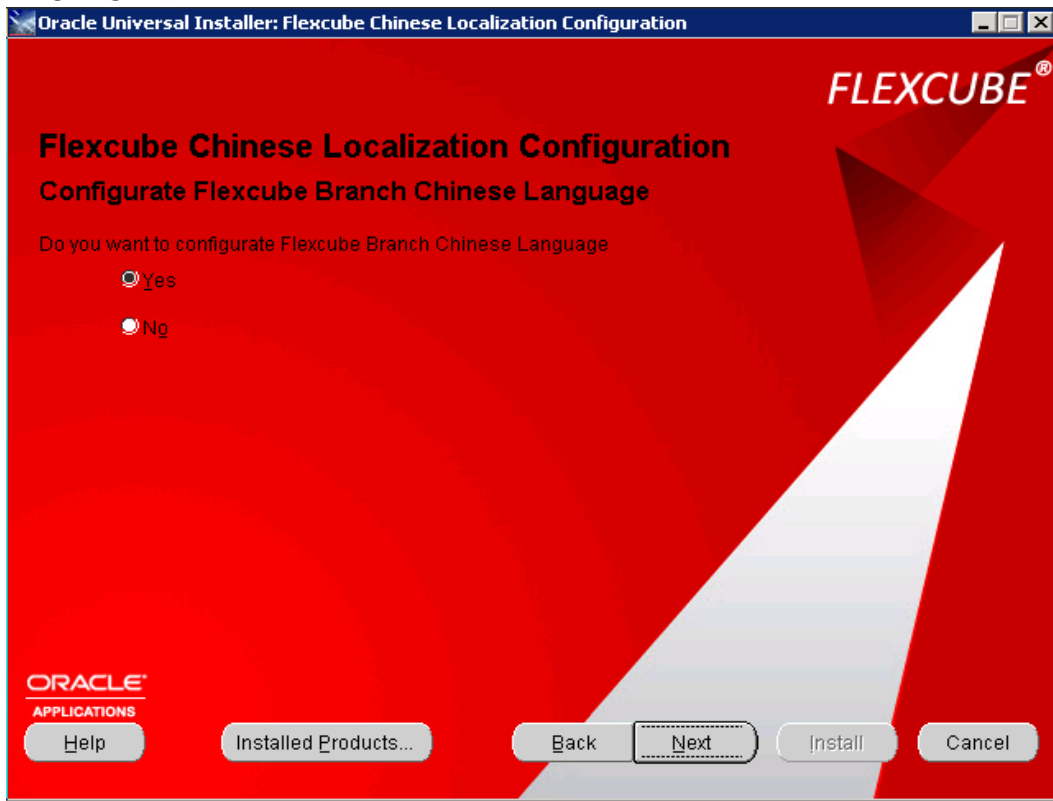 Oracle Universal Installer: Flexcube Chinese Localization Configuration
FLEXCUBE®
Flexcube Chinese Localization Configuration
Configurate Flexcube Branch Chinese Language
Do you want to configurate Flexcube Branch Chinese Language
Yes
No
ORACLE®
APPLICATIONS
Help Installed Products... Back Next Install Cancel